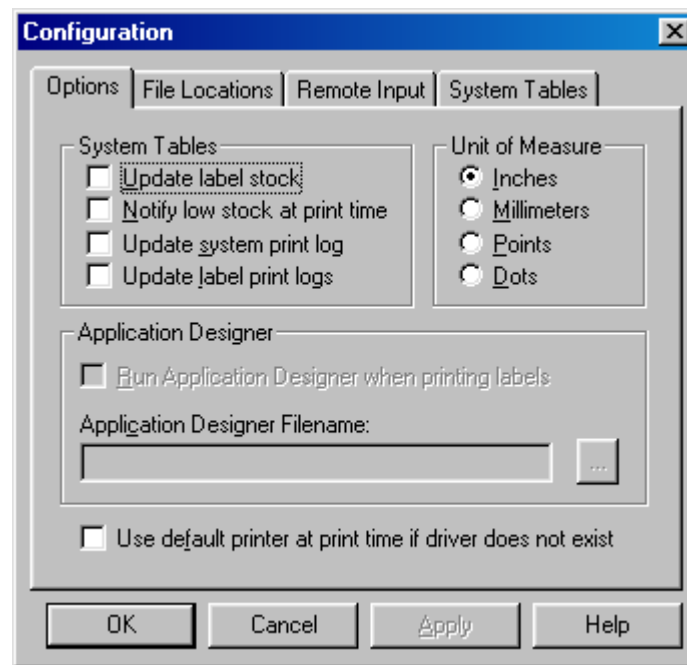 Configuration
Options File Locations Remote Input System Tables
System Tables
Update label stock
Notify low stock at print time
Update system print log
Update label print logs
Unit of Measure
Inches
Millimeters
Points
Dots
Application Designer
Run Application Designer when printing labels
Application Designer Filename:
...
Use default printer at print time if driver does not exist
OK Cancel Apply Help